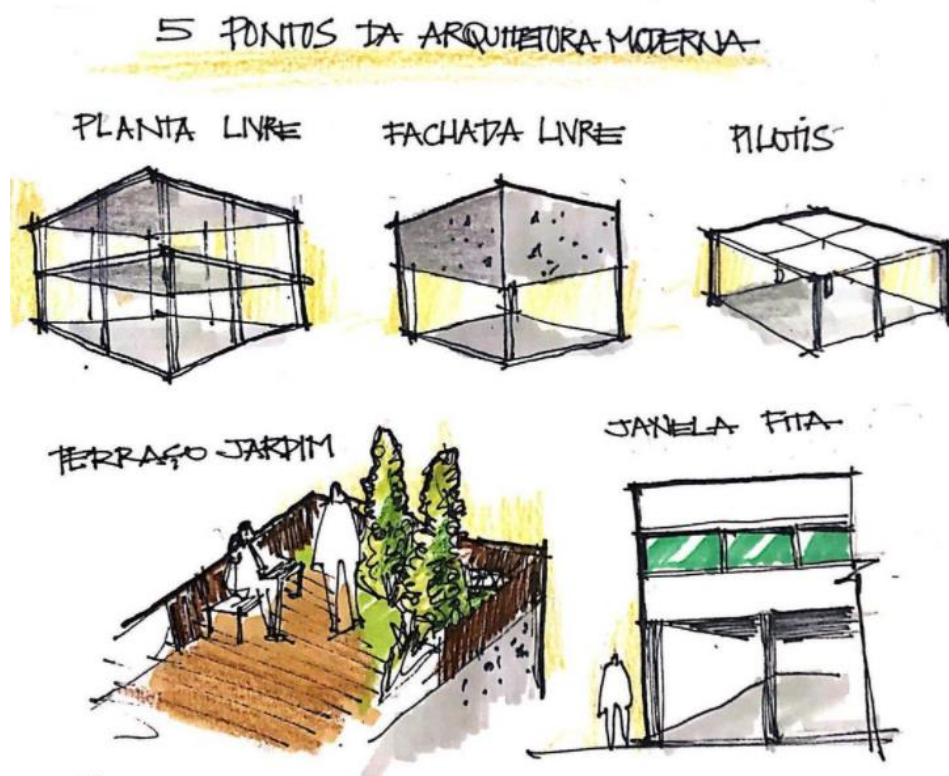 5 PONTOS DA ARQUITETURA MODERNA
PLANTA LIVRE
FACHADA LIVRE
PILOTIS
TERRAÇO JARDIM
JANELA FITA